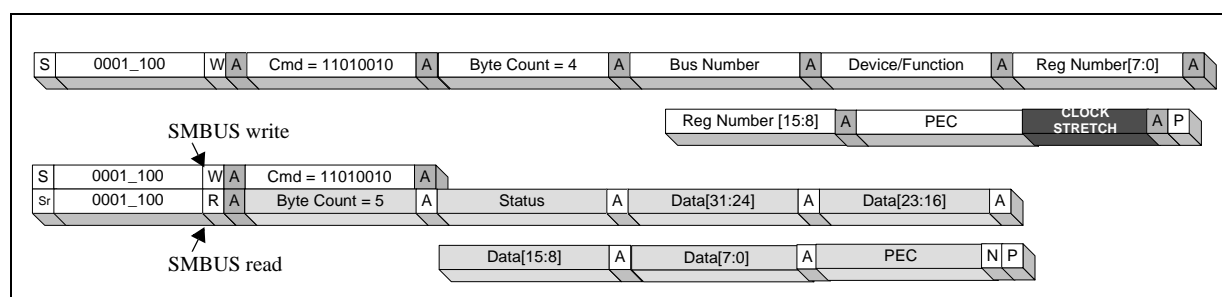 S 0001_100 W A Cmd = 11010010 A Byte Count = 4 A Bus Number A Device/Function A Reg Number[7:0] A
Reg Number [15:8] A PEC CLOCK STRETCH A P
SMBUS write
S 0001_100 W A Cmd = 11010010 A
Sr 0001_100 R A Byte Count = 5 A Status A Data[31:24] A Data[23:16] A
Data[15:8] A Data[7:0] A PEC N P
SMBUS read